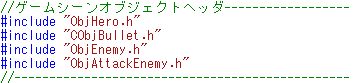 //ゲームシーンオブジェクトヘッダ------------------
#include "ObjHero.h"
#include "CObjBullet.h"
#include "ObjEnemy.h"
#include "ObjAttackEnemy.h"
//------------------------------------------------